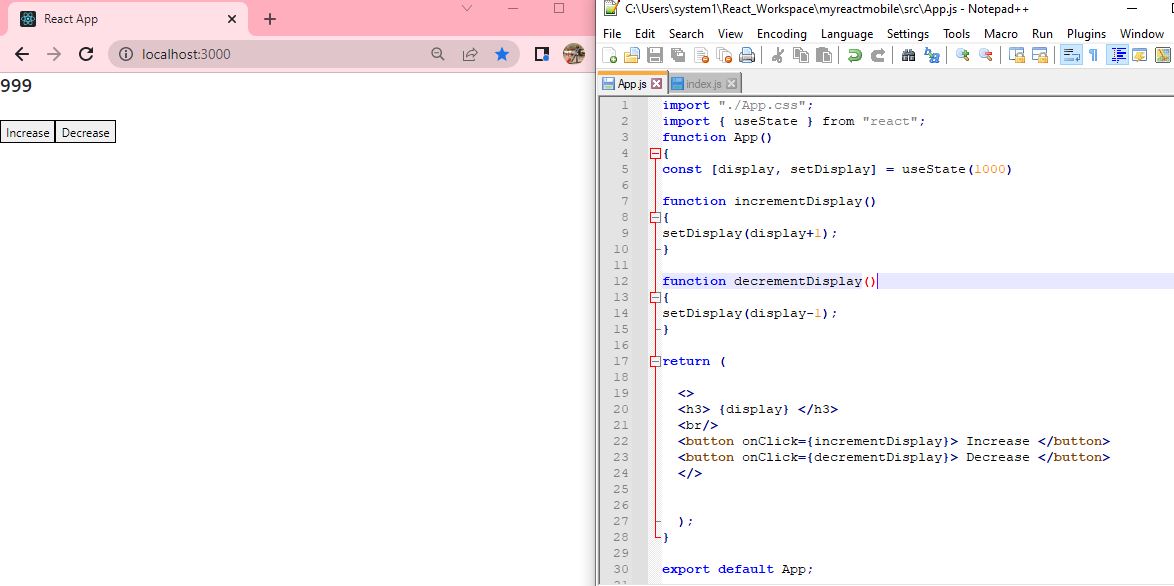 React App
localhost:3000
999
Increase Decrease
C:\Users\system1\React_Workspace\myreactmobile\src\App.js - Notepad++
File Edit Search View Encoding Language Settings Tools Macro Run Plugins Window
App.js index.js
1 import "./App.css";
2 import { useState } from "react";
3 function App()
4 {
5 const [display, setDisplay] = useState(1000)
6
7 function incrementDisplay()
8 {
9 setDisplay(display+1);
10 }
11
12 function decrementDisplay()
13 {
14 setDisplay(display-1);
15 }
16
17 return (
18
19 <>
20 <h3> {display} </h3>
21 <br/>
22 <button onClick={incrementDisplay}> Increase </button>
23 <button onClick={decrementDisplay}> Decrease </button>
24 </>
25
26
27 );
28 }
29
30 export default App;